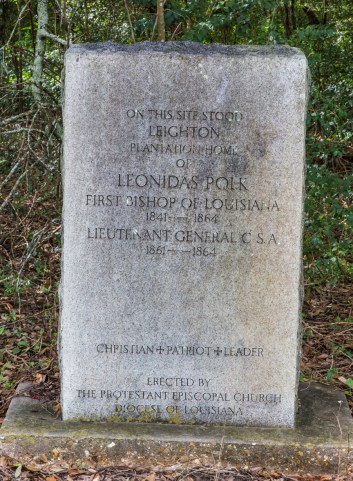 ON THIS SITE STOOD
LEIGHTON
PLANTATION HOME
OF
LEONIDAS POLK
FIRST BISHOP OF LOUISIANA
1841——1864
LIEUTENANT GENERAL C.S.A.
1861——1864
CHRISTIAN✝PATRIOT✝LEADER
ERECTED BY
THE PROTESTANT EPISCOPAL CHURCH
DIOCESE OF LOUISIANA